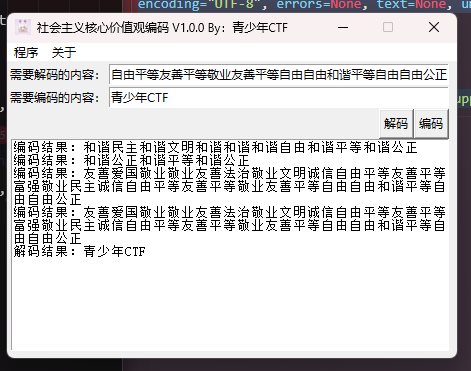 encoding="UTF-8", errors=None, text=None,
社会主义核心价值观编码 V1.0.0 By：青少年CTF
程序 关于
需要解码的内容： 自由平等友善平等敬业友善平等自由自由和谐平等自由自由公正
需要编码的内容： 青少年CTF
解码 编码
编码结果：和谐民主和谐文明和谐和谐和谐自由和谐平等和谐公正
编码结果：和谐公正和谐平等和谐公正
编码结果：友善爱国敬业敬业友善法治敬业文明诚信自由平等友善平等
富强敬业民主诚信自由平等友善平等敬业友善平等自由自由和谐平等自
由自由公正
编码结果：友善爱国敬业敬业友善法治敬业文明诚信自由平等友善平等
富强敬业民主诚信自由平等友善平等敬业友善平等自由自由和谐平等自
由自由公正
解码结果：青少年CTF